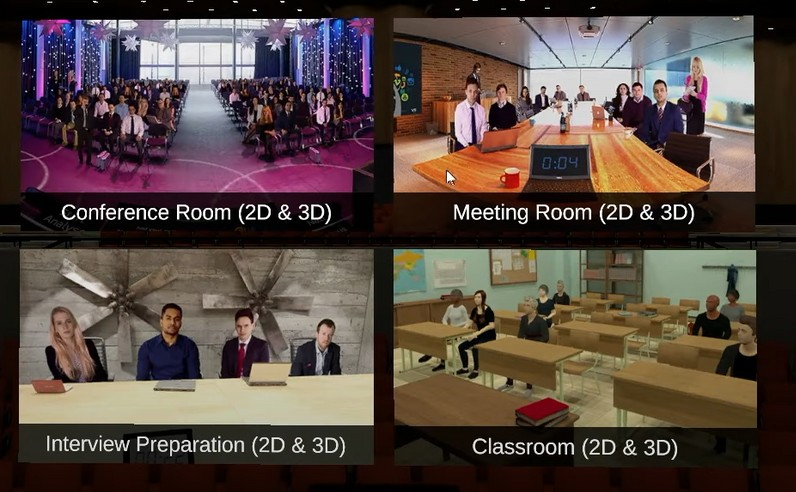 Conference Room (2D & 3D)
Meeting Room (2D & 3D)
0:04
Interview Preparation (2D & 3D)
Classroom (2D & 3D)